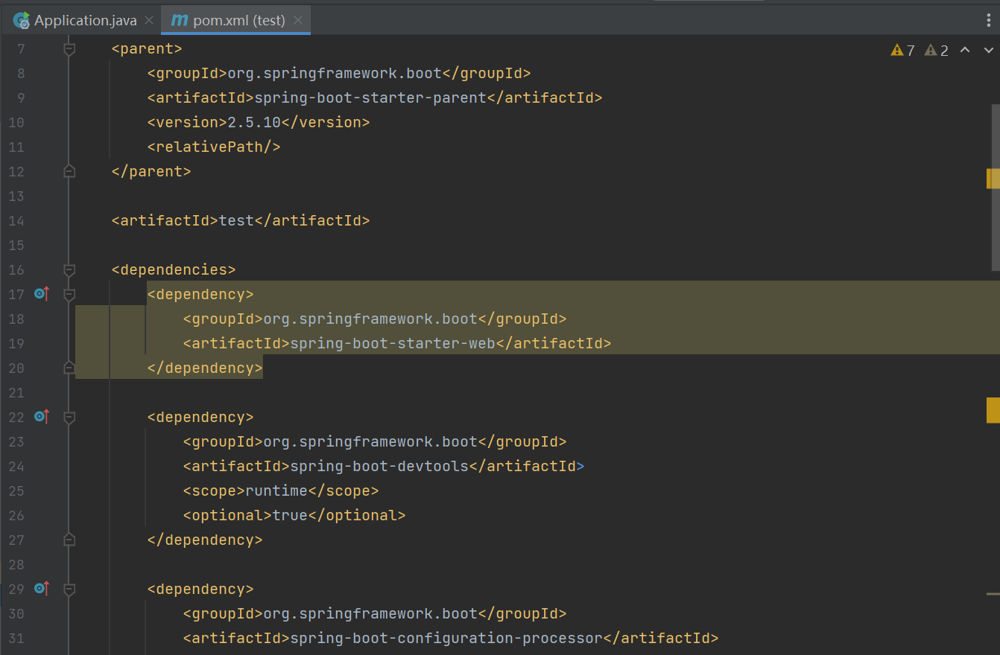 Application.java
pom.xml (test)
7 <parent>
7 2
8 <groupId>org.springframework.boot</groupId>
9 <artifactId>spring-boot-starter-parent</artifactId>
10 <version>2.5.10</version>
11 <relativePath/>
12 </parent>
13
14 <artifactId>test</artifactId>
15
16 <dependencies>
17 <dependency>
18 <groupId>org.springframework.boot</groupId>
19 <artifactId>spring-boot-starter-web</artifactId>
20 </dependency>
21
22 <dependency>
23 <groupId>org.springframework.boot</groupId>
24 <artifactId>spring-boot-devtools</artifactId>
25 <scope>runtime</scope>
26 <optional>true</optional>
27 </dependency>
28
29 <dependency>
30 <groupId>org.springframework.boot</groupId>
31 <artifactId>spring-boot-configuration-processor</artifactId>